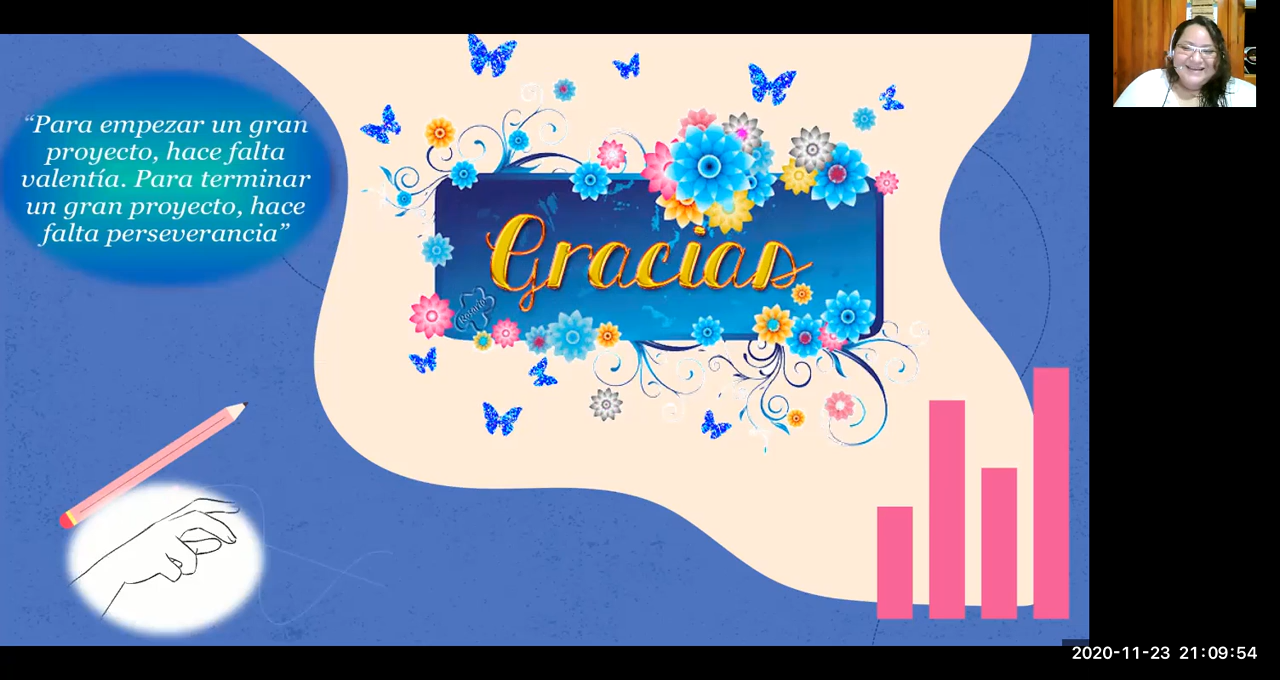 “Para empezar un gran
proyecto, hace falta
valentía. Para terminar
un gran proyecto, hace
falta perseverancia”
Gracias
Rosario
2020-11-23 21:09:54